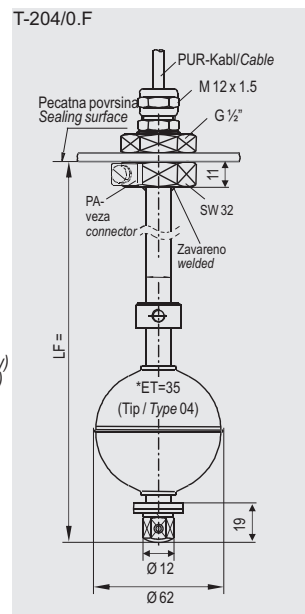 T-204/0.F
PUR-Kabl/Cable
M 12 x 1.5
Pecatna povrsina
Sealing surface
G ½”
11
PA-
veza
connector
SW 32
Zavareno
welded
LF =
*ET=35
(Tip / Type 04)
19
Ø 12
Ø 62